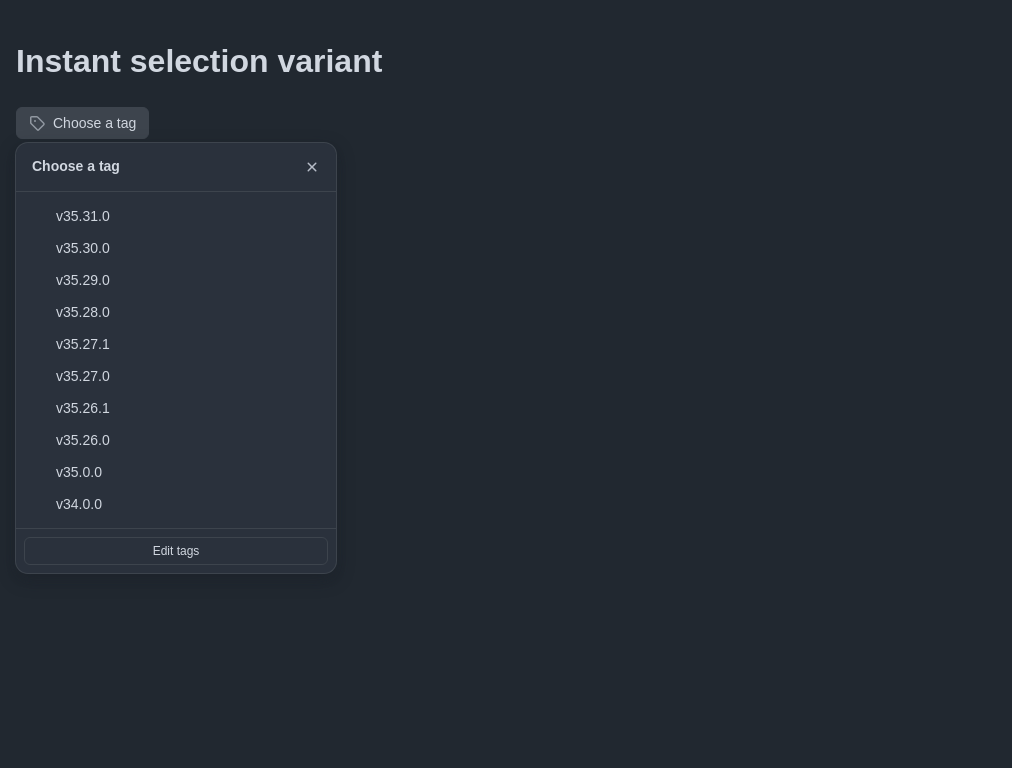 Instant selection variant
Choose a tag
Choose a tag
v35.31.0
v35.30.0
v35.29.0
v35.28.0
v35.27.1
v35.27.0
v35.26.1
v35.26.0
v35.0.0
v34.0.0
Edit tags